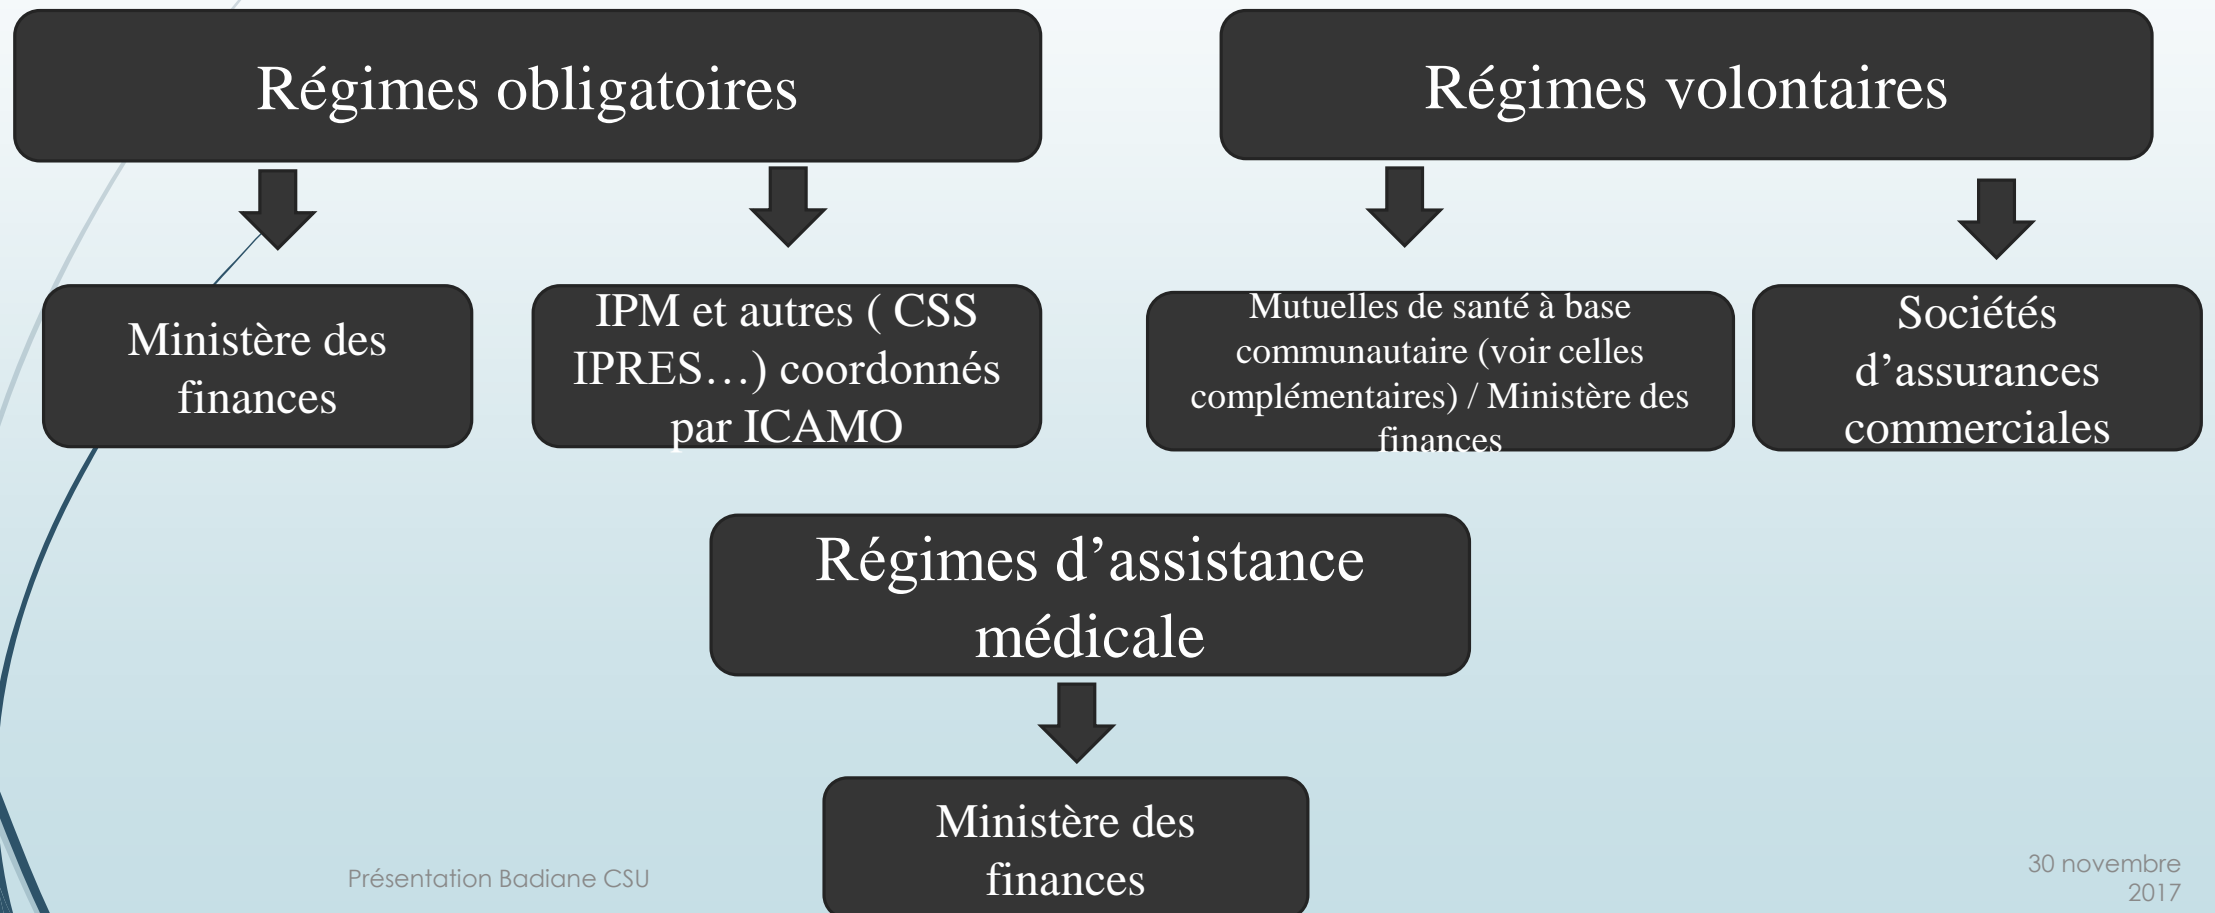 Régimes obligatoires
Régimes volontaires
Ministère des
finances
IPM et autres ( CSS
IPRES…) coordonnés
par ICAMO
Mutuelles de santé à base
communautaire (voir celles
complémentaires) / Ministère des
finances
Sociétés
d’assurances
commerciales
Régimes d’assistance
médicale
Ministère des
finances
Présentation Badiane CSU
30 novembre
2017